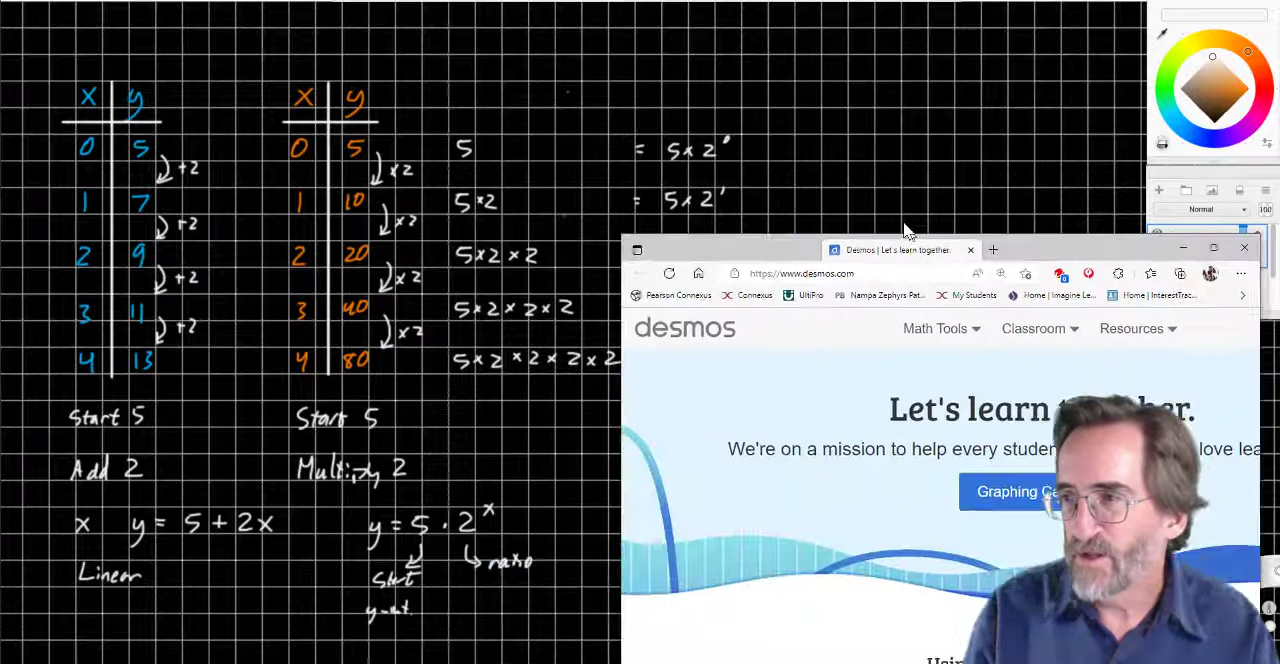 x y
0 5
+2
1 7
+2
2 9
+2
3 11
+2
4 13
Start 5
Add 2
x y = 5 + 2x
Linear
x y
0 5 5 = 5 × 2⁰
×2
1 10 5×2 = 5 × 2¹
×2
2 20 5×2×2
×2
3 40 5×2×2×2
×2
4 80 5×2×2×2×2
Start 5
Multiply 2
y = 5 · 2ˣ
start ratio
y-int.
Normal 100
Desmos | Let's learn together.
https://www.desmos.com
Pearson Connexus Connexus UltiPro Nampa Zephyrs Pat... My Students Home | Imagine Le... Home | InterestTrac...
desmos Math Tools Classroom Resources
Let's learn together.
We're on a mission to help every love lea
Graphing